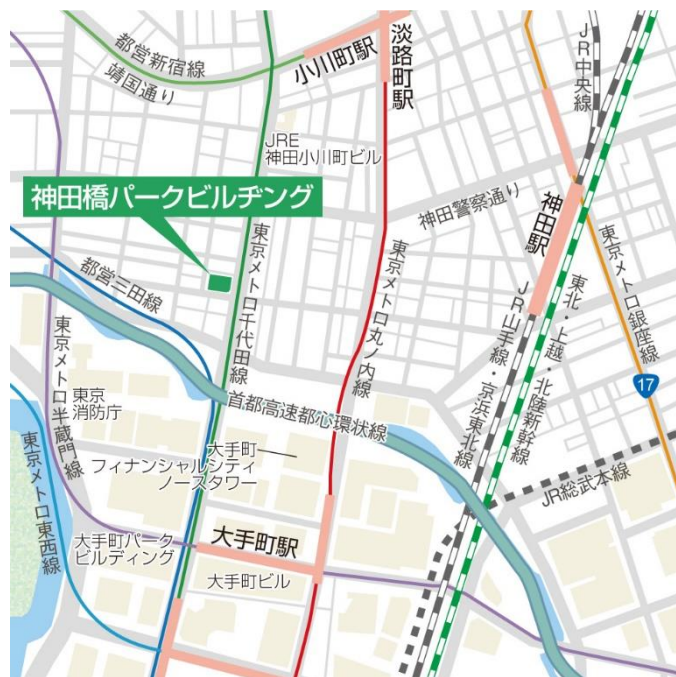 都営新宿線
靖国通り
小川町駅
淡路町駅
JR中央線
JRE
神田小川町ビル
神田橋パークビルヂング
神田警察通り
神田駅
都営三田線
東京メトロ千代田線
東京メトロ丸ノ内線
JR山手線・京浜東北線
東北・上越・北陸新幹線
東京メトロ銀座線
17
東京メトロ半蔵門線
東京
消防庁
首都高速都心環状線
東京メトロ東西線
大手町
フィナンシャルシティ
ノースタワー
JR総武本線
大手町パーク
ビルディング
大手町駅
大手町ビル